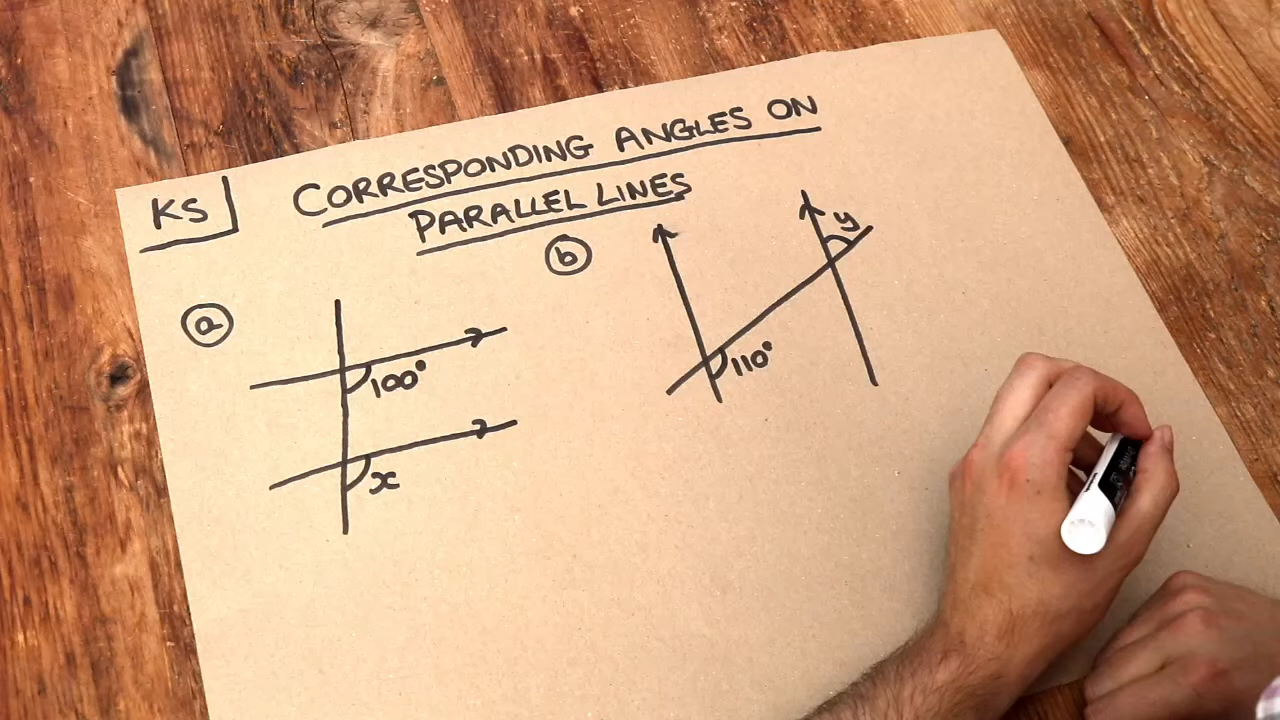 KS
CORRESPONDING ANGLES ON
PARALLEL LINES
a
100°
x
b
y
110°